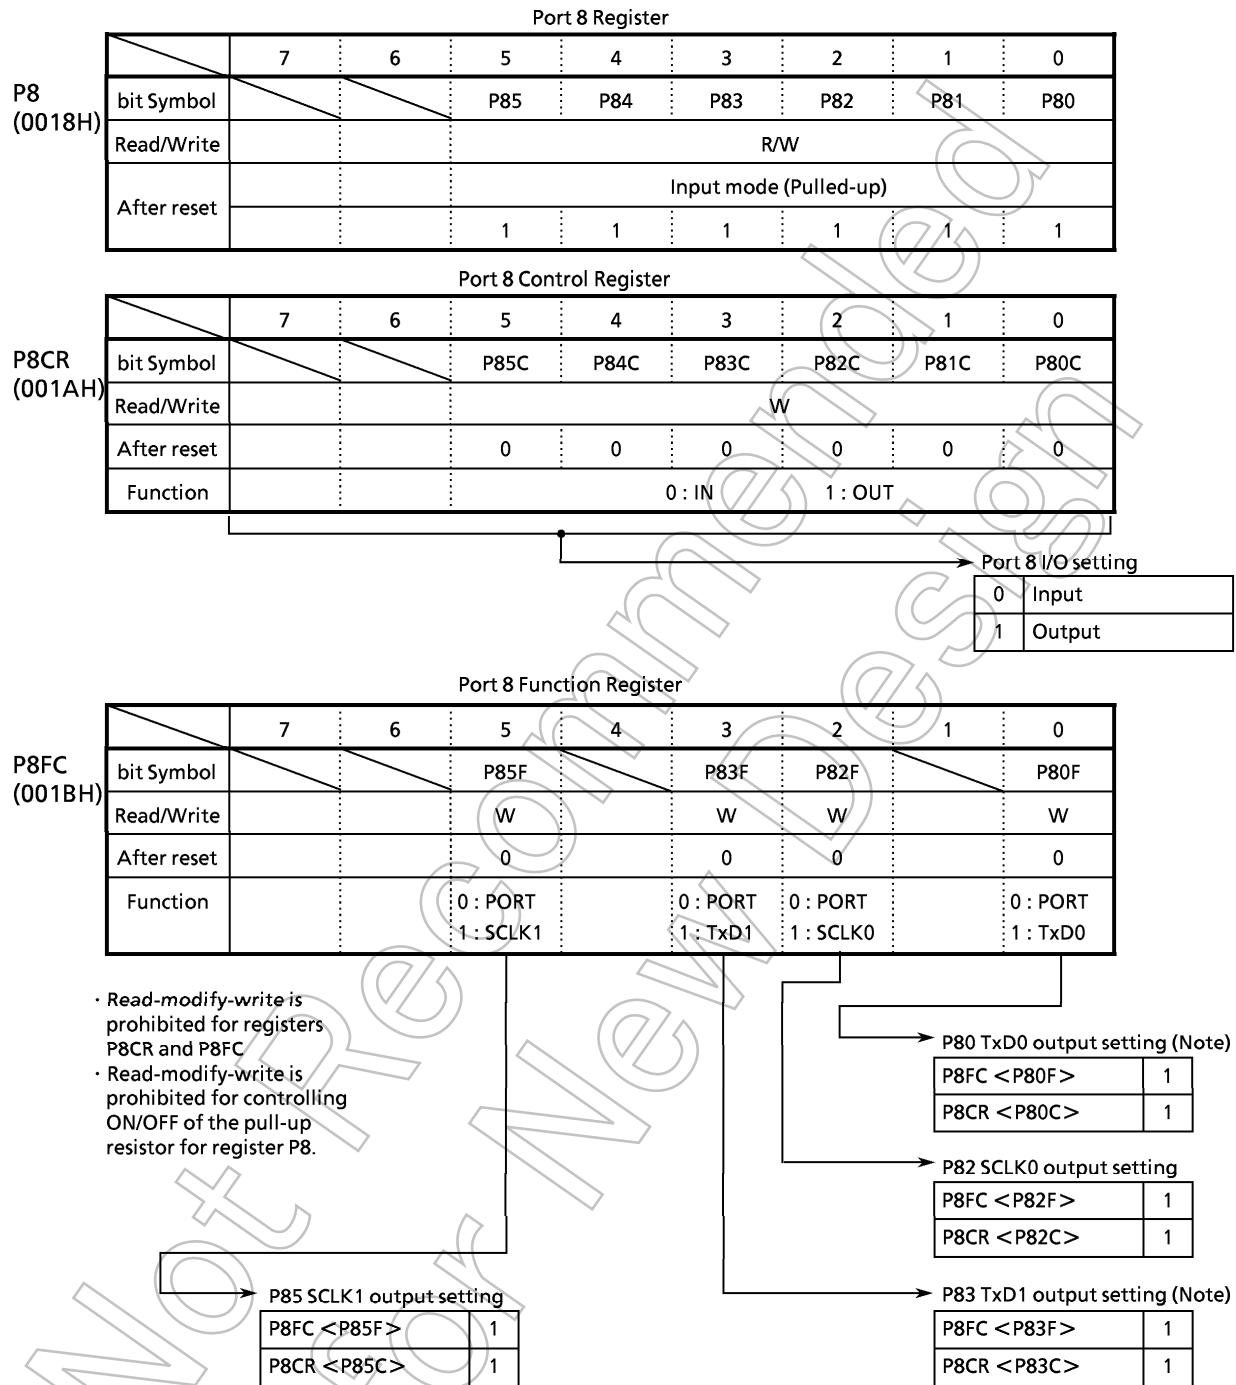 Port 8 Register
7 6 5 4 3 2 1 0
P8
(0018H)
bit Symbol P85 P84 P83 P82 P81 P80
Read/Write R/W
After reset
Input mode (Pulled-up)
1 1 1 1 1 1
Port 8 Control Register
7 6 5 4 3 2 1 0
P8CR
(001AH)
bit Symbol P85C P84C P83C P82C P81C P80C
Read/Write W
After reset 0 0 0 0 0 0
Function 0 : IN 1 : OUT
Port 8 I/O setting
0 Input
1 Output
Port 8 Function Register
7 6 5 4 3 2 1 0
P8FC
(001BH)
bit Symbol P85F P83F P82F P80F
Read/Write W W W W
After reset 0 0 0 0
Function 0 : PORT 0 : PORT 0 : PORT 0 : PORT
1 : SCLK1 1 : TxD1 1 : SCLK0 1 : TxD0
· Read-modify-write is
prohibited for registers
P8CR and P8FC
· Read-modify-write is
prohibited for controlling
ON/OFF of the pull-up
resistor for register P8.
P80 TxD0 output setting (Note)
P8FC <P80F> 1
P8CR <P80C> 1
P82 SCLK0 output setting
P8FC <P82F> 1
P8CR <P82C> 1
P85 SCLK1 output setting
P8FC <P85F> 1
P8CR <P85C> 1
P83 TxD1 output setting (Note)
P8FC <P83F> 1
P8CR <P83C> 1
Not Recommended
for New Design